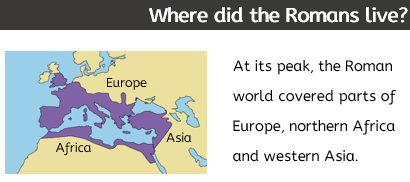 Where did the Romans live?
Europe
Asia
Africa
At its peak, the Roman
world covered parts of
Europe, northern Africa
and western Asia.